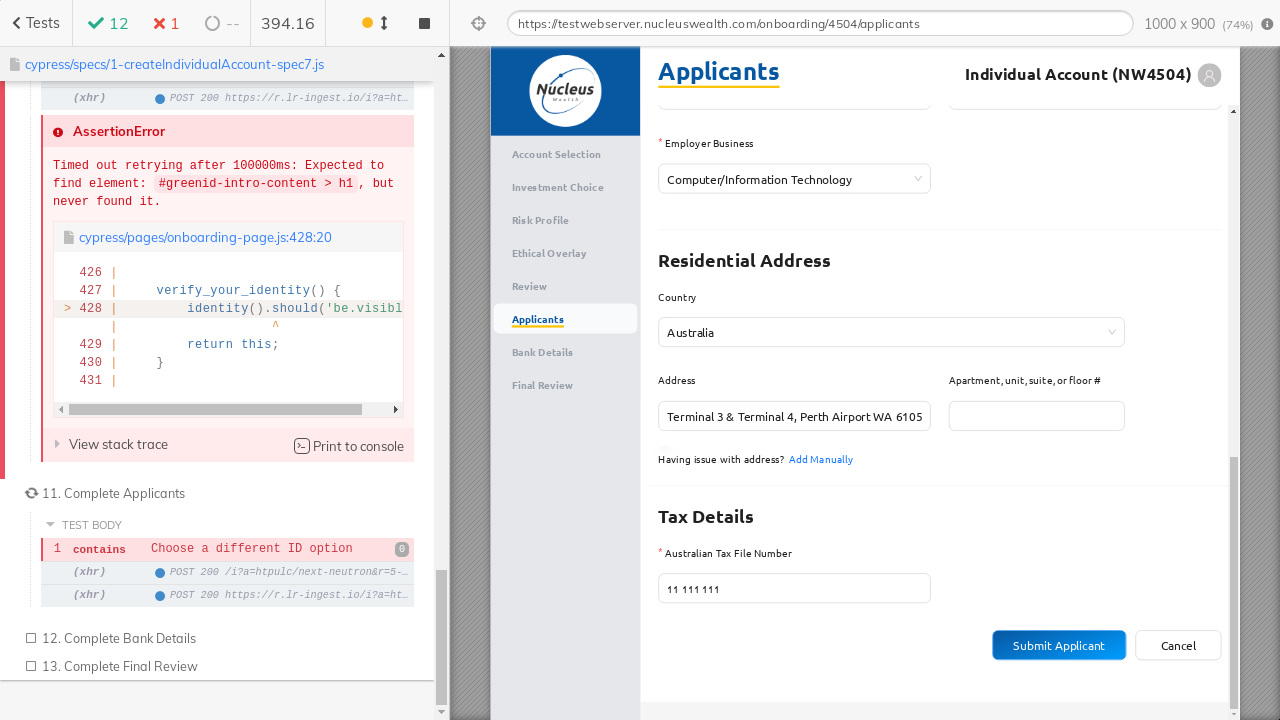 Tests
12
1
--
394.16
https://testwebserver.nucleuswealth.com/onboarding/4504/applicants
1000 x 900 (74%)
cypress/specs/1-createIndividualAccount-spec7.js
(xhr) POST 200 https://r.lr-ingest.io/i?a=ht…
AssertionError
Timed out retrying after 100000ms: Expected to
find element: #greenid-intro-content > h1, but
never found it.
cypress/pages/onboarding-page.js:428:20
426 |
427 | verify_your_identity() {
> 428 | identity().should('be.visibl
| ^
429 | return this;
430 | }
431 |
View stack trace
Print to console
11. Complete Applicants
TEST BODY
1 contains Choose a different ID option 0
(xhr) POST 200 /i?a=htpulc/next-neutron&r=5-…
(xhr) POST 200 https://r.lr-ingest.io/i?a=ht…
12. Complete Bank Details
13. Complete Final Review
Nucleus
Wealth
Account Selection
Investment Choice
Risk Profile
Ethical Overlay
Review
Applicants
Bank Details
Final Review
Applicants
Individual Account (NW4504)
* Employer Business
Computer/Information Technology
Residential Address
Country
Australia
Address
Apartment, unit, suite, or floor #
Terminal 3 & Terminal 4, Perth Airport WA 6105
Having issue with address? Add Manually
Tax Details
* Australian Tax File Number
11 111 111
Submit Applicant
Cancel